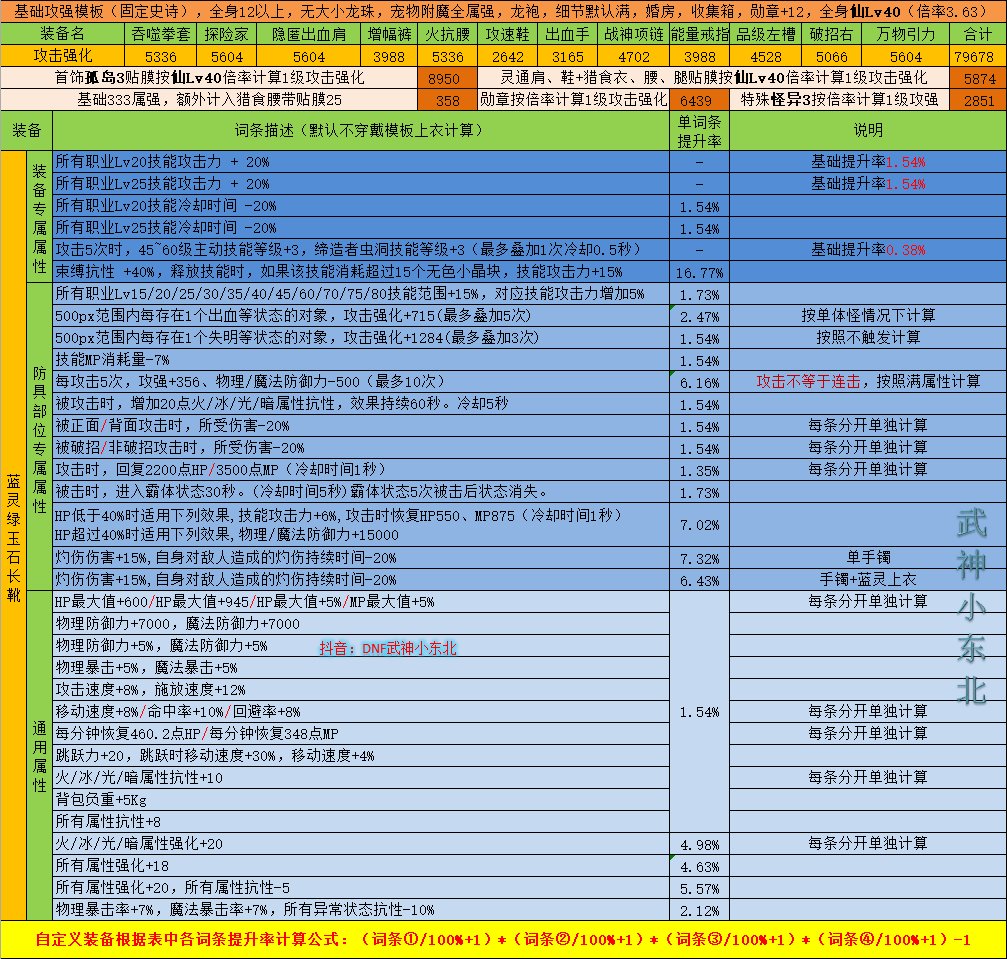 基础攻强模板（固定史诗），全身12以上，无大小龙珠，宠物附魔全属强，龙袍，细节默认满，婚房，收集箱，勋章+12，全身仙Lv40（倍率3.63）
装备名 吞噬拳套 探险家 隐匿出血肩 增幅裤 火抗腰 攻速鞋 出血手 战神项链 能量戒指 品级左槽 破招右 万物引力 合计
攻击强化 5336 5604 5604 3988 5336 2642 3165 4702 3988 4528 5066 5604 79678
首饰孤岛3贴膜按仙Lv40倍率计算1级攻击强化 8950 灵通肩、鞋+猎食衣、腰、腿贴膜按仙Lv40倍率计算1级攻击强化 5874
基础333属强，额外计入猎食腰带贴膜25 358 勋章按倍率计算1级攻击强化 6439 特殊怪异3按倍率计算1级攻强 2851
装备 词条描述（默认不穿戴模板上衣计算） 单词条提升率 说明
蓝灵绿玉石长靴
装备专属属性
所有职业Lv20技能攻击力 + 20% - 基础提升率1.54%
所有职业Lv25技能攻击力 + 20% - 基础提升率1.54%
所有职业Lv20技能冷却时间 -20% 1.54%
所有职业Lv25技能冷却时间 -20% 1.54%
攻击5次时，45~60级主动技能等级+3，缔造者虫洞技能等级+3（最多叠加1次冷却0.5秒） - 基础提升率0.38%
束缚抗性 +40%，释放技能时，如果该技能消耗超过15个无色小晶块，技能攻击力+15% 16.77%
防具部位专属属性
所有职业Lv15/20/25/30/35/40/45/60/70/75/80技能范围+15%，对应技能攻击力增加5% 1.73%
500px范围内每存在1个出血等状态的对象，攻击强化+715(最多叠加5次) 2.47% 按单体怪情况下计算
500px范围内每存在1个失明等状态的对象，攻击强化+1284(最多叠加3次) 1.54% 按照不触发计算
技能MP消耗量-7% 1.54%
每攻击5次，攻强+356、物理/魔法防御力-500（最多10次） 6.16% 攻击不等于连击，按照满属性计算
被攻击时，增加20点火/冰/光/暗属性抗性，效果持续60秒。冷却5秒 1.54%
被正面/背面攻击时，所受伤害-20% 1.54% 每条分开单独计算
被破招/非破招攻击时，所受伤害-20% 1.54% 每条分开单独计算
攻击时，回复2200点HP/3500点MP（冷却时间1秒） 1.35% 每条分开单独计算
被击时，进入霸体状态30秒。(冷却时间5秒)霸体状态5次被击后状态消失。 1.73%
HP低于40%时适用下列效果,技能攻击力+6%,攻击时恢复HP550、MP875（冷却时间1秒）
HP超过40%时适用下列效果,物理/魔法防御力+15000 7.02%
灼伤伤害+15%,自身对敌人造成的灼伤持续时间-20% 7.32% 单手镯
灼伤伤害+15%,自身对敌人造成的灼伤持续时间-20% 6.43% 手镯+蓝灵上衣
通用属性
HP最大值+600/HP最大值+945/HP最大值+5%/MP最大值+5% 每条分开单独计算
物理防御力+7000，魔法防御力+7000
物理防御力+5%，魔法防御力+5% 抖音：DNF武神小东北
物理暴击+5%，魔法暴击+5%
攻击速度+8%，施放速度+12%
移动速度+8%/命中率+10%/回避率+8% 1.54% 每条分开单独计算
每分钟恢复460.2点HP/每分钟恢复348点MP 每条分开单独计算
跳跃力+20，跳跃时移动速度+30%，移动速度+4%
火/冰/光/暗属性抗性+10 每条分开单独计算
背包负重+5Kg
所有属性抗性+8
火/冰/光/暗属性强化+20 4.98% 每条分开单独计算
所有属性强化+18 4.63%
所有属性强化+20，所有属性抗性-5 5.57%
物理暴击率+7%，魔法暴击率+7%，所有异常状态抗性-10% 2.12%
武神小东北
自定义装备根据表中各词条提升率计算公式：（词条①/100%+1）*（词条②/100%+1）*（词条③/100%+1）*（词条④/100%+1）-1